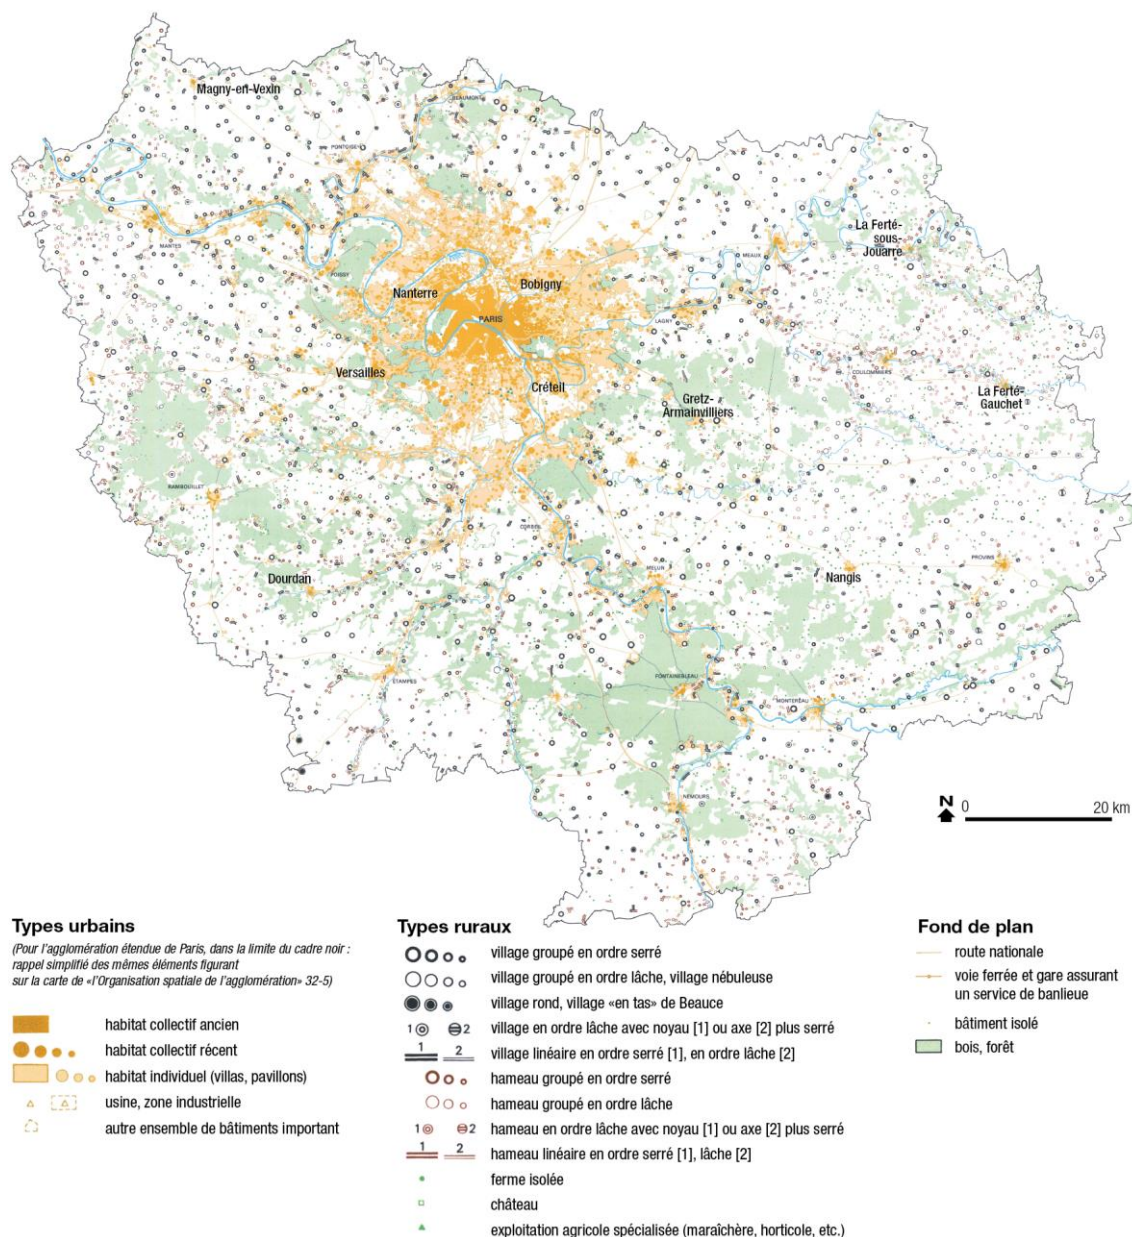 Magny-en-Vexin
BEAUMONT
PONTOISE
La Ferté-
sous-
Jouarre
MANTES
MEAUX
POISSY
Nanterre
Bobigny
PARIS
LAGNY
Versailles
Créteil
COULOMMIERS
Gretz-
Armainvilliers
La Ferté-
Gauchet
RAMBOUILLET
CORBEIL
Dourdan
MELUN
Nangis
PROVINS
ÉTAMPES
FONTAINEBLEAU
MONTEREAU
NEMOURS
N
0 20 km
Types urbains
(Pour l'agglomération étendue de Paris, dans la limite du cadre noir :
rappel simplifié des mêmes éléments figurant
sur la carte de «l'Organisation spatiale de l'agglomération» 32-5)
habitat collectif ancien
habitat collectif récent
habitat individuel (villas, pavillons)
usine, zone industrielle
autre ensemble de bâtiments important
Types ruraux
village groupé en ordre serré
village groupé en ordre lâche, village nébuleuse
village rond, village «en tas» de Beauce
1 2 village en ordre lâche avec noyau [1] ou axe [2] plus serré
1 2 village linéaire en ordre serré [1], en ordre lâche [2]
hameau groupé en ordre serré
hameau groupé en ordre lâche
1 2 hameau en ordre lâche avec noyau [1] ou axe [2] plus serré
1 2 hameau linéaire en ordre serré [1], lâche [2]
ferme isolée
château
exploitation agricole spécialisée (maraîchère, horticole, etc.)
Fond de plan
route nationale
voie ferrée et gare assurant
un service de banlieue
bâtiment isolé
bois, forêt